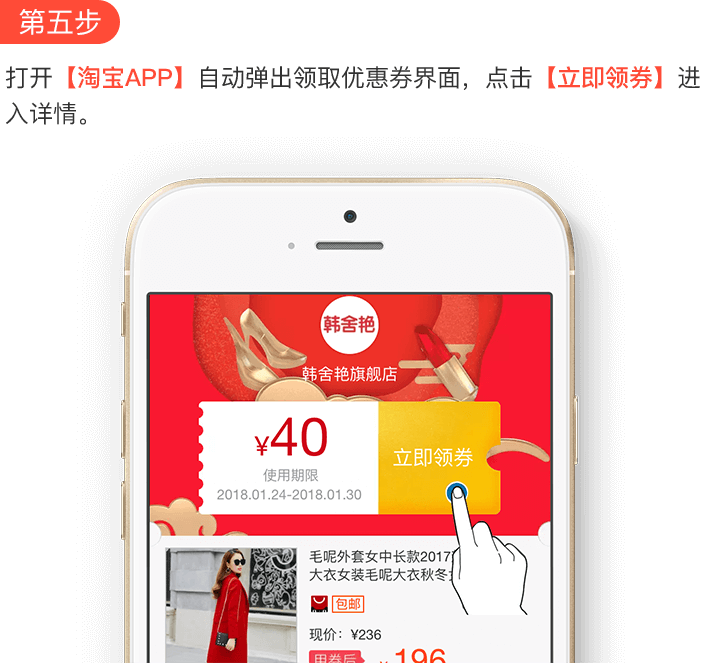 第五步
打开【淘宝APP】自动弹出领取优惠券界面，点击【立即领券】进
入详情。
韩舍艳
韩舍艳旗舰店
¥40
立即领券
使用期限
2018.01.24-2018.01.30
毛呢外套女中长款2017
大衣女装毛呢大衣秋冬
包邮
现价：¥236
用券后 ¥196